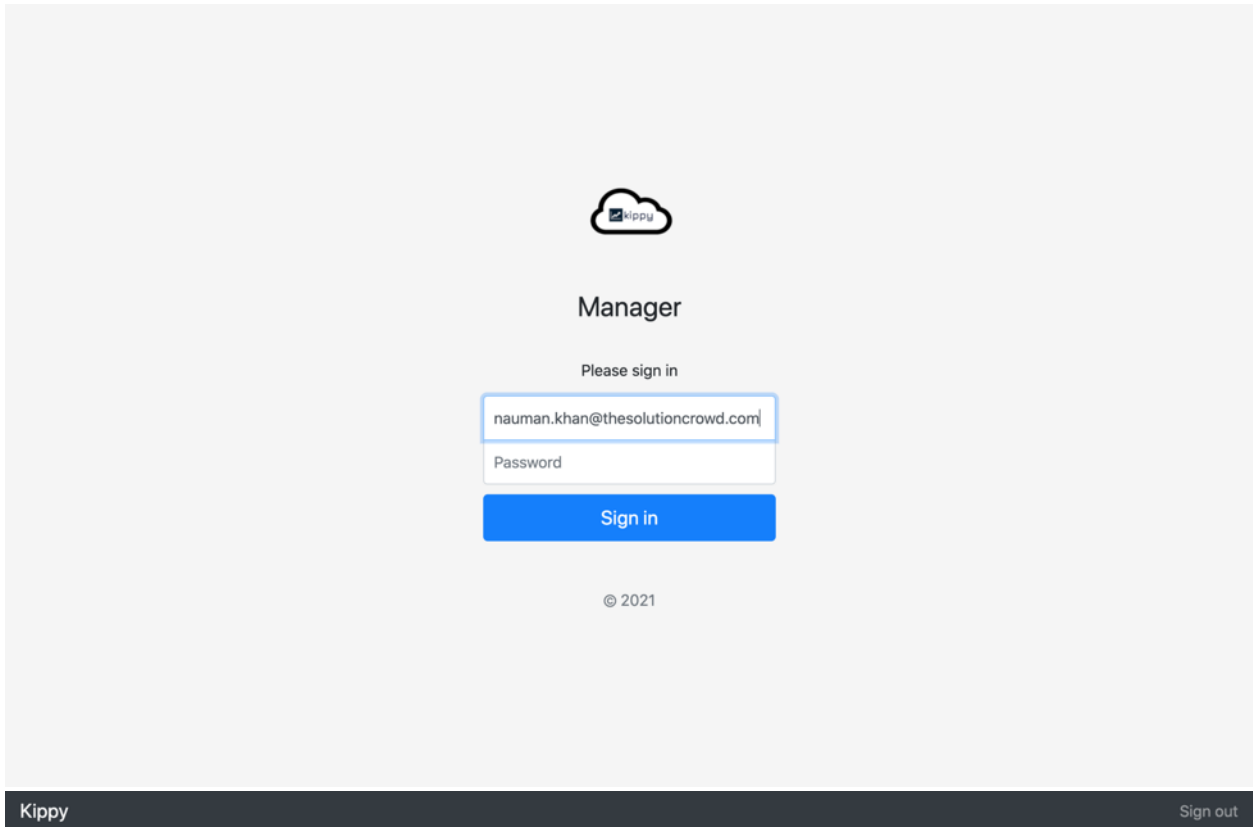 kippy
Manager
Please sign in
nauman.khan@thesolutioncrowd.com
Password
Sign in
© 2021
Kippy Sign out